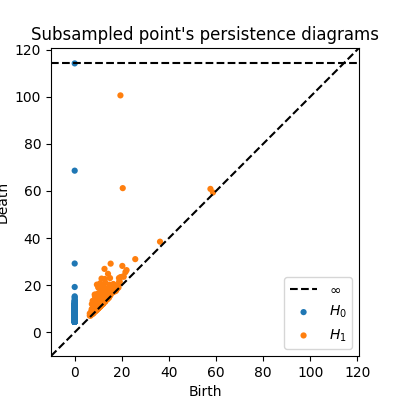 Subsampled point's persistence diagrams
120
100
80
60
40
20
0
Death
0 20 40 60 80 100 120
Birth
∞
H₀
H₁